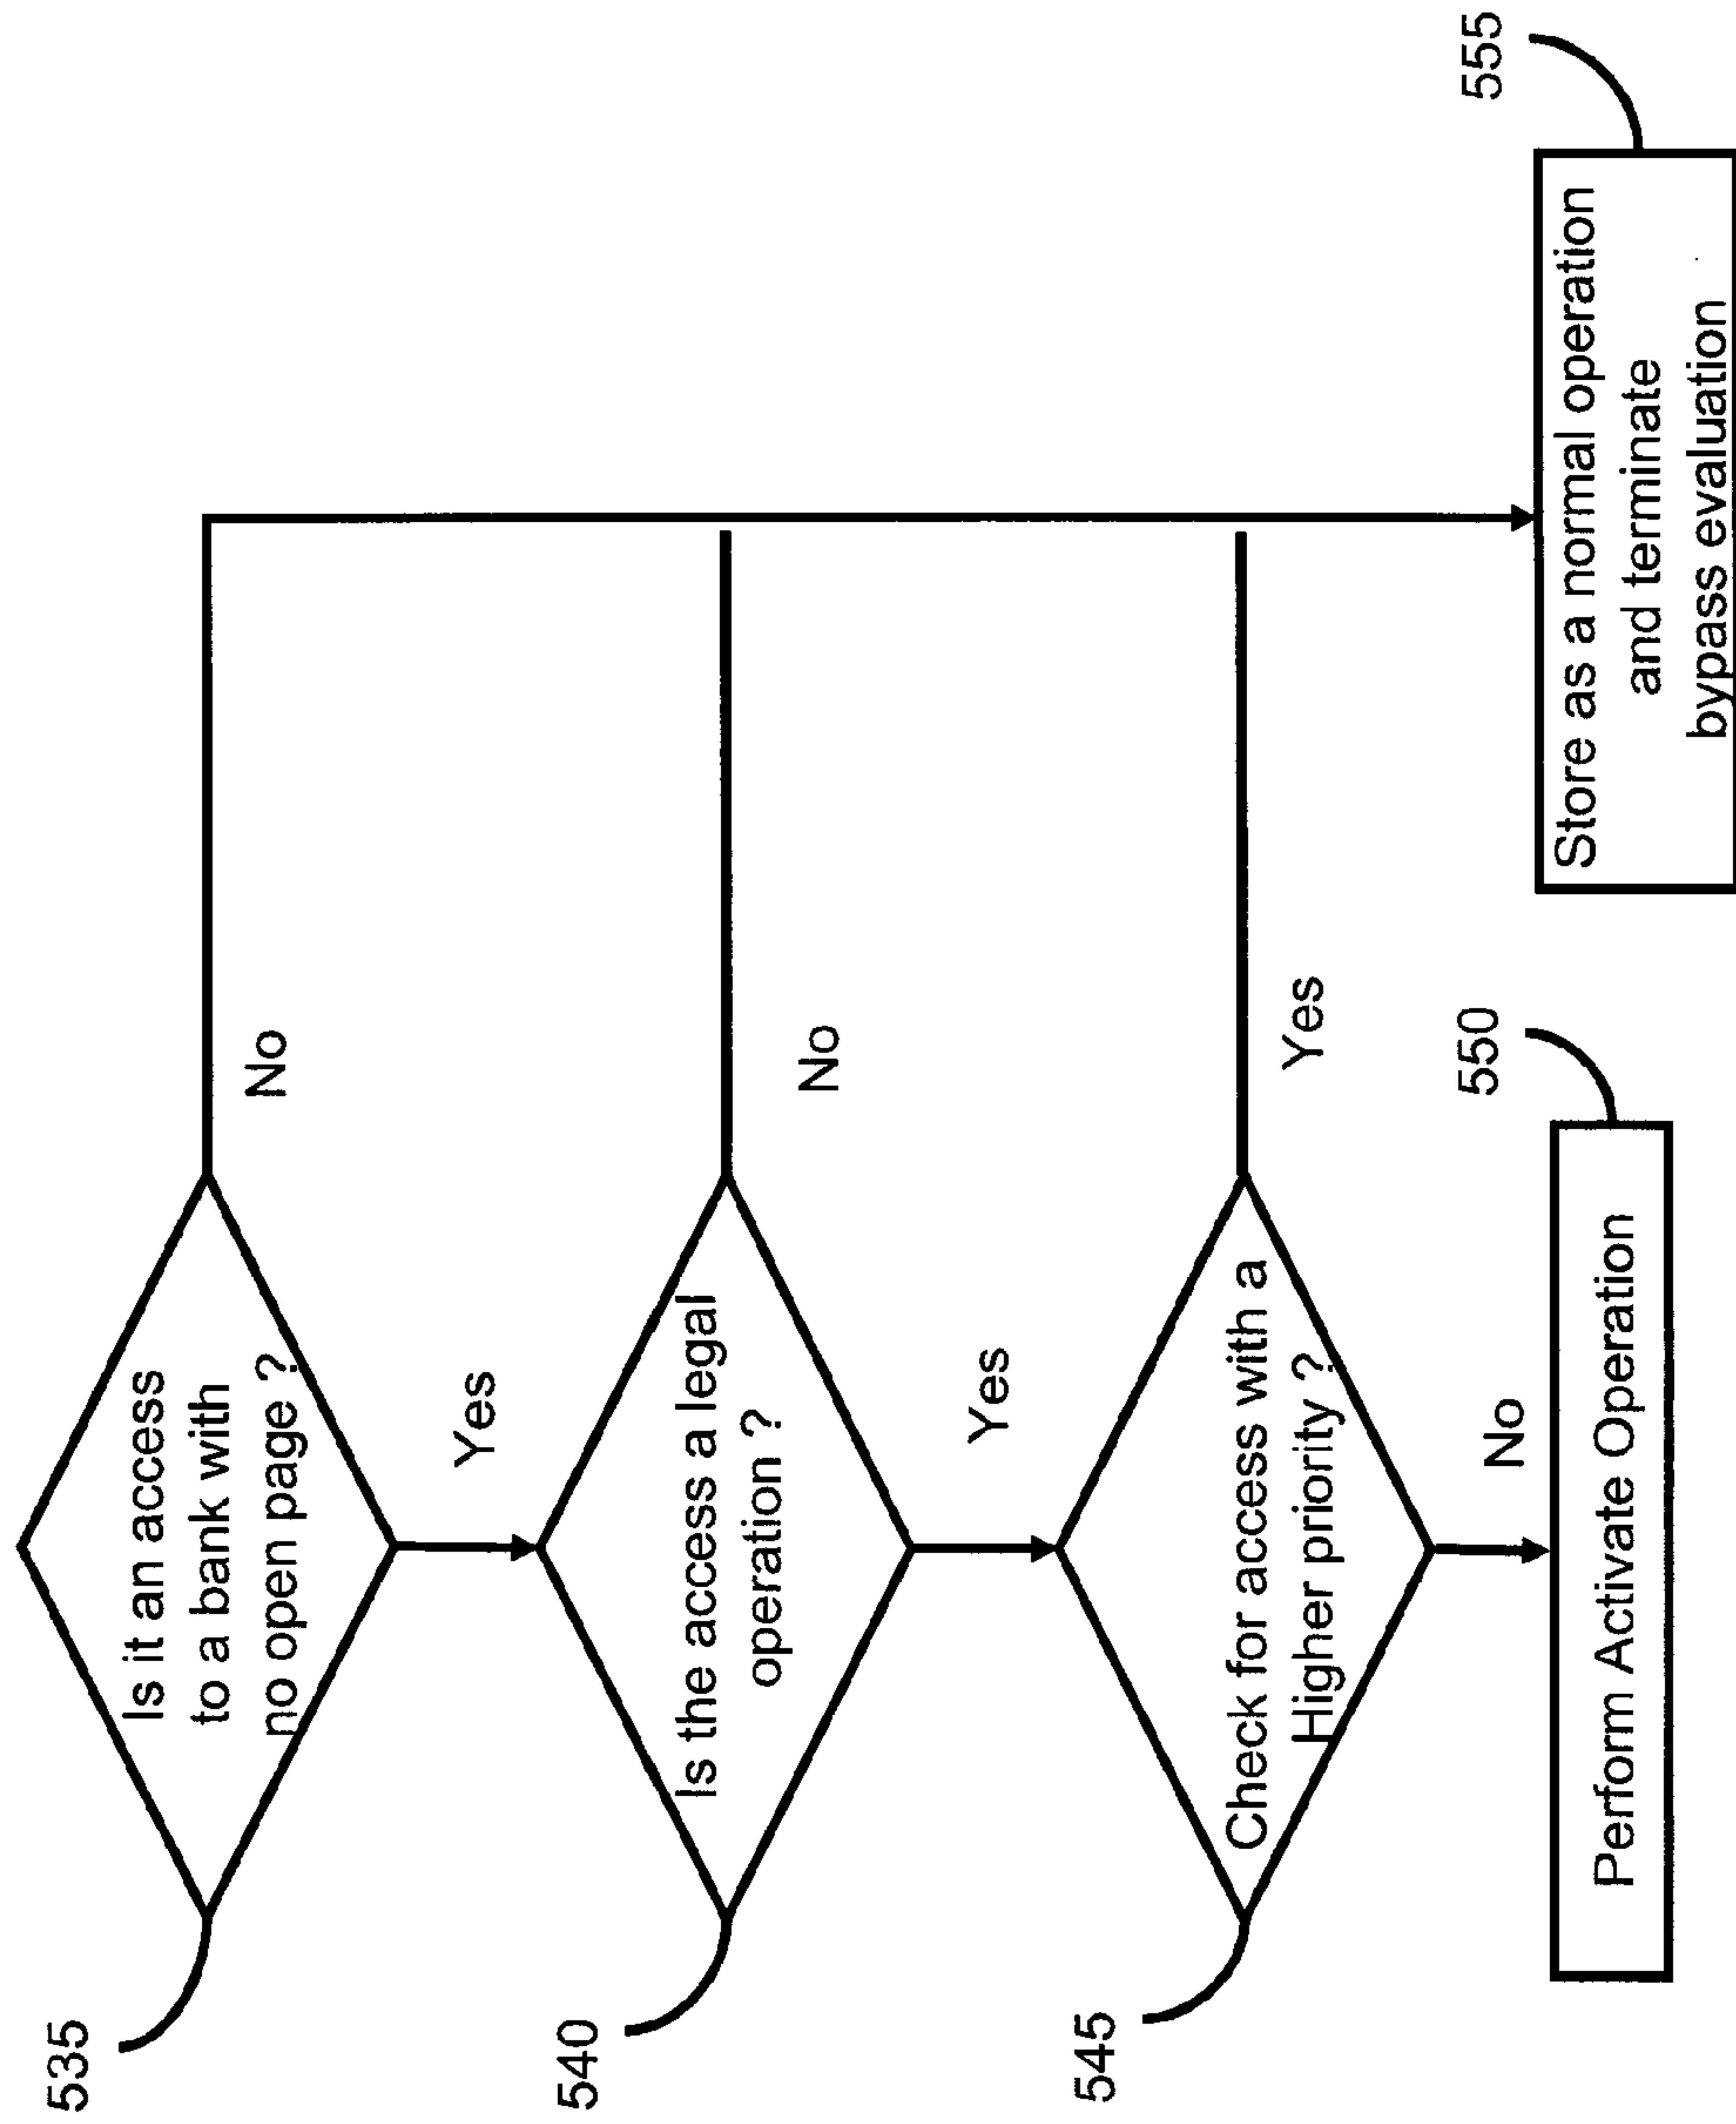 535
Is it an access
to a bank with
no open page ?
No
Yes
540
Is the access a legal
operation ?
No
Yes
545
Check for access with a
Higher priority ?
Yes
No
550
Perform Activate Operation
555
Store as a normal operation
and terminate
bypass evaluation